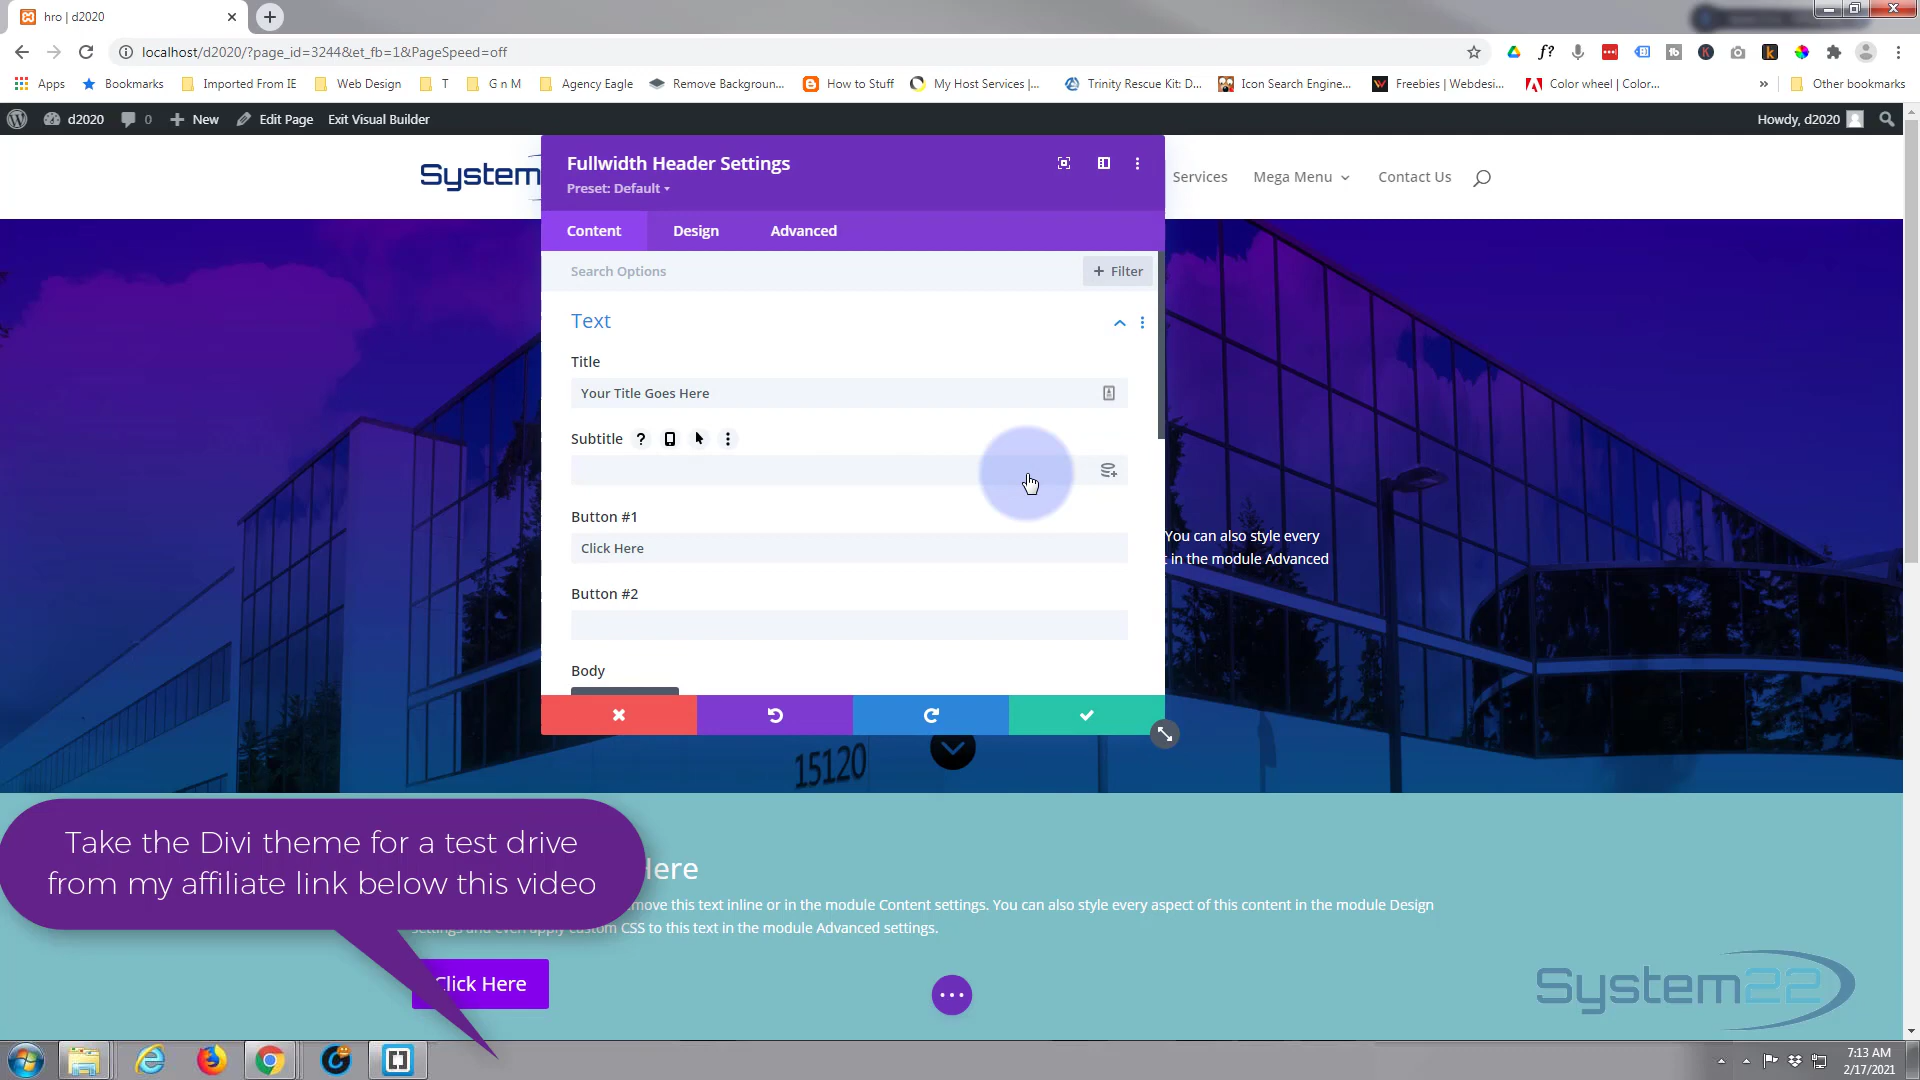 hro | d2020
localhost/d2020/?page_id=3244&et_fb=1&PageSpeed=off
Apps
Bookmarks
Imported From IE
Web Design
T
G n M
Agency Eagle
Remove Backgroun...
How to Stuff
My Host Services |...
Trinity Rescue Kit: D...
Icon Search Engine...
Freebies | Webdesi...
Color wheel | Color...
»
Other bookmarks
d2020
0
New
Edit Page
Exit Visual Builder
Howdy, d2020
System
Services
Mega Menu
Contact Us
Fullwidth Header Settings
Preset: Default
Content
Design
Advanced
Search Options
+ Filter
Text
Title
Your Title Goes Here
Subtitle
?
Button #1
Click Here
Button #2
Body
You can also style every
t in the module Advanced
15120
Take the Divi theme for a test drive
from my affiliate link below this video
Here
move this text inline or in the module Content settings. You can also style every aspect of this content in the module Design
settings and even apply custom CSS to this text in the module Advanced settings.
Click Here
System22
7:13 AM
2/17/2021